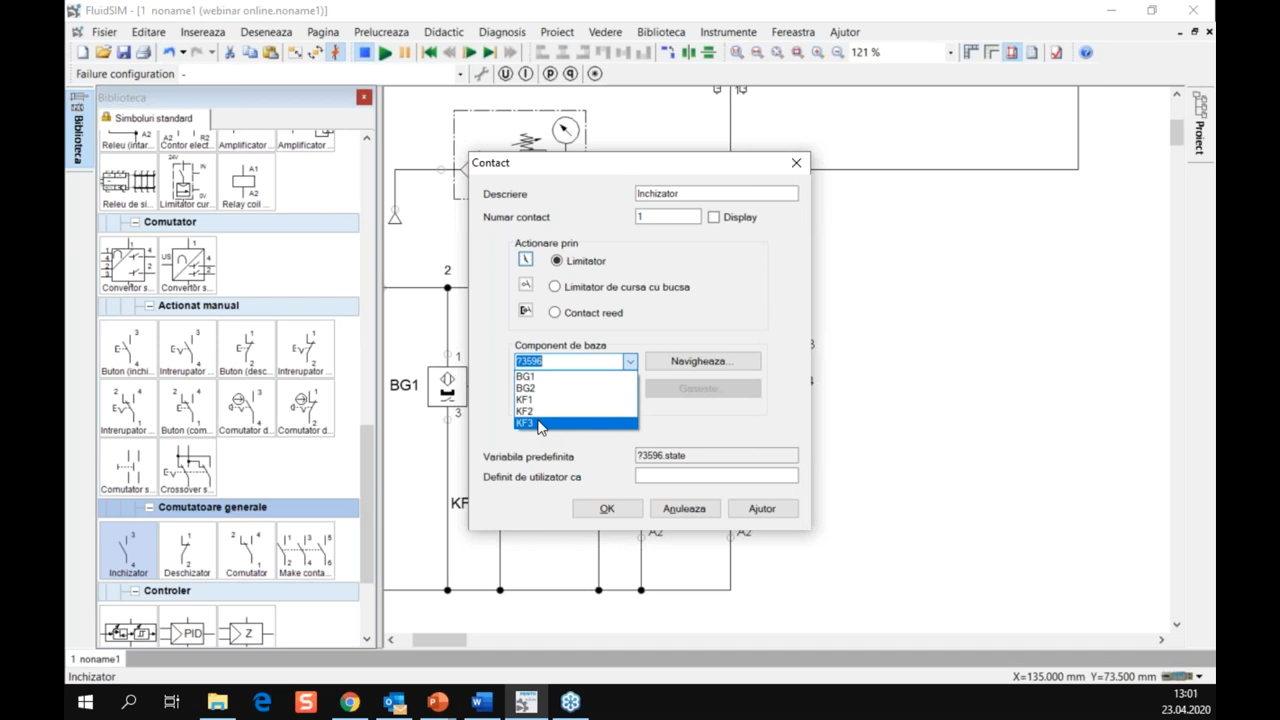 FluidSIM - [1 noname1 (webinar online.noname1)]
Fisier Editare Insereaza Deseneaza Pagina Prelucreaza Didactic Diagnosis Proiect Vedere Biblioteca Instrumente Fereastra Ajutor
121 %
Failure configuration -
Biblioteca
Biblioteca
Simboluri standard
Proiect
Releu (intar... Contor elect... Amplificator ... Amplificator ...
Releu de si... Limitator cur... Relay coil ...
Comutator
Convertor s... Convertor s...
Actionat manual
Buton (inchi... Intrerupator ... Buton (desc... Intrerupator ...
Intrerupator... Buton (com... Comutator d... Comutator d...
Comutator s... Crossover s...
Comutatoare generale
Inchizator Deschizator Comutator Make conta...
Controler
PID
2
BG1
1
3
KF
A2 A2
Contact
Descriere Inchizator
Numar contact 1 Display
Actionare prin
Limitator
Limitator de cursa cu bucsa
Contact reed
Component de baza
?3596 Navigheaza...
BG1
BG2
KF1
KF2
KF3
Variabila predefinita ?3596.state
Definit de utilizator ca
OK Anuleaza Ajutor
1 noname1
Inchizator
X=135.000 mm Y=73.500 mm
13:01
23.04.2020